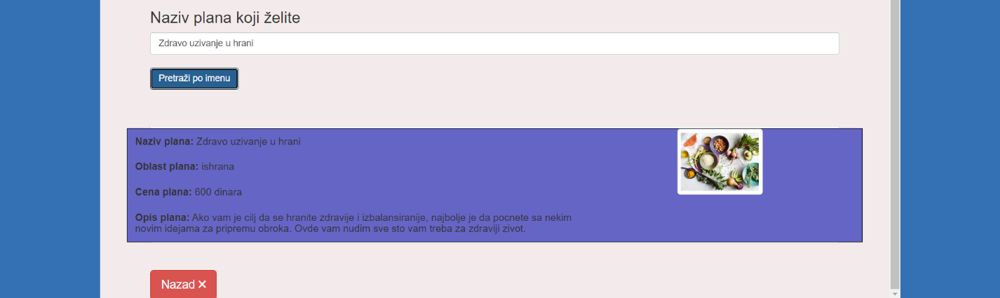 Naziv plana koji želite
Zdravo uzivanje u hrani
Pretraži po imenu
Naziv plana: Zdravo uzivanje u hrani
Oblast plana: ishrana
Cena plana: 600 dinara
Opis plana: Ako vam je cilj da se hranite zdravije i izbalansiranije, najbolje je da pocnete sa nekim
novim idejama za pripremu obroka. Ovde vam nudim sve sto vam treba za zdraviji zivot.
Nazad ×